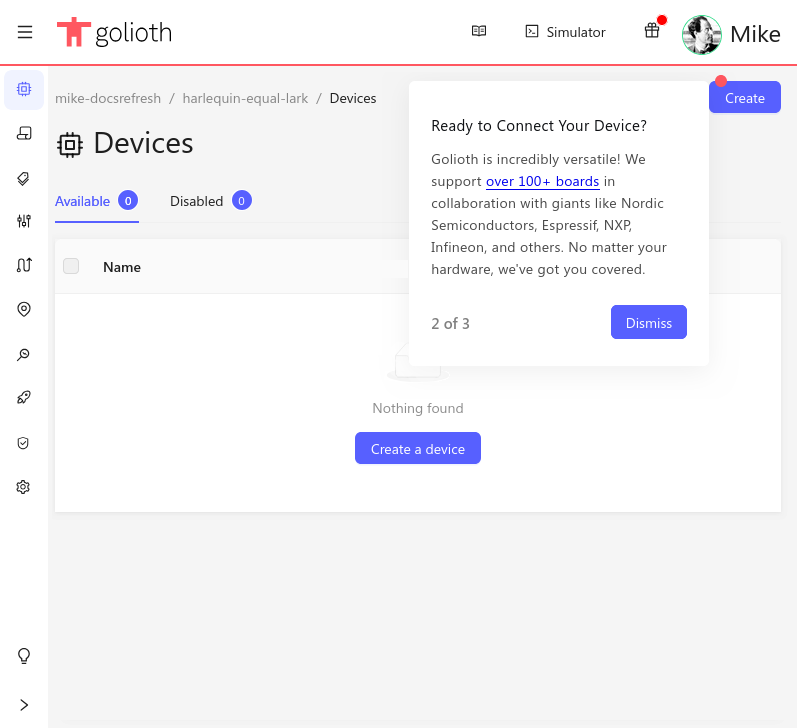 golioth
Simulator
Mike
mike-docsrefresh / harlequin-equal-lark / Devices
Create
Devices
Available 0
Disabled 0
Name
Ready to Connect Your Device?
Golioth is incredibly versatile! We
support over 100+ boards in
collaboration with giants like Nordic
Semiconductors, Espressif, NXP,
Infineon, and others. No matter your
hardware, we've got you covered.
2 of 3
Dismiss
Nothing found
Create a device